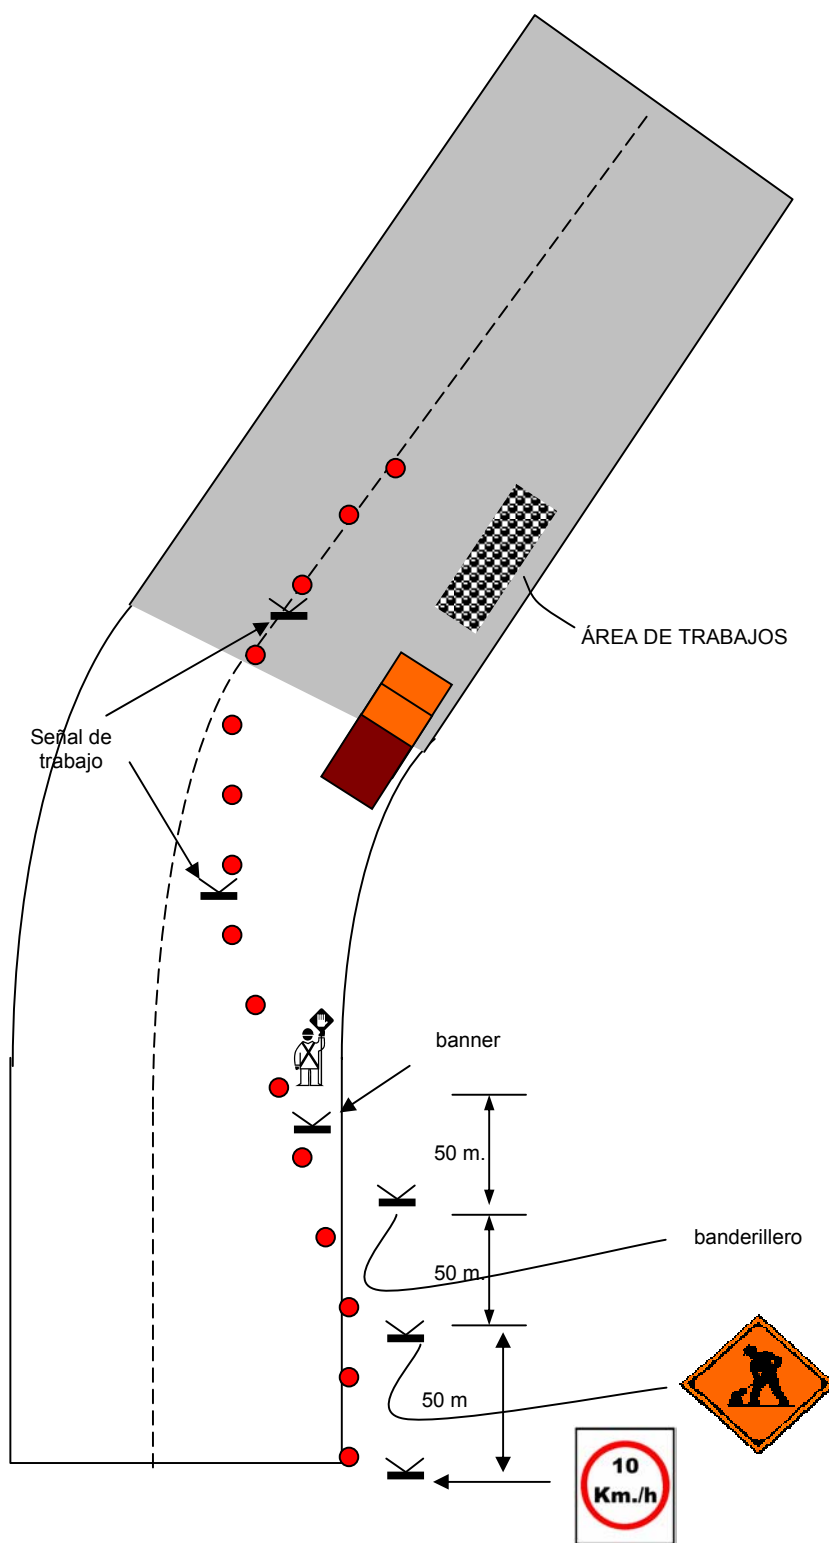 ÁREA DE TRABAJOS
Señal de
trabajo
banner
50 m.
banderillero
50 m.
50 m
10
Km./h